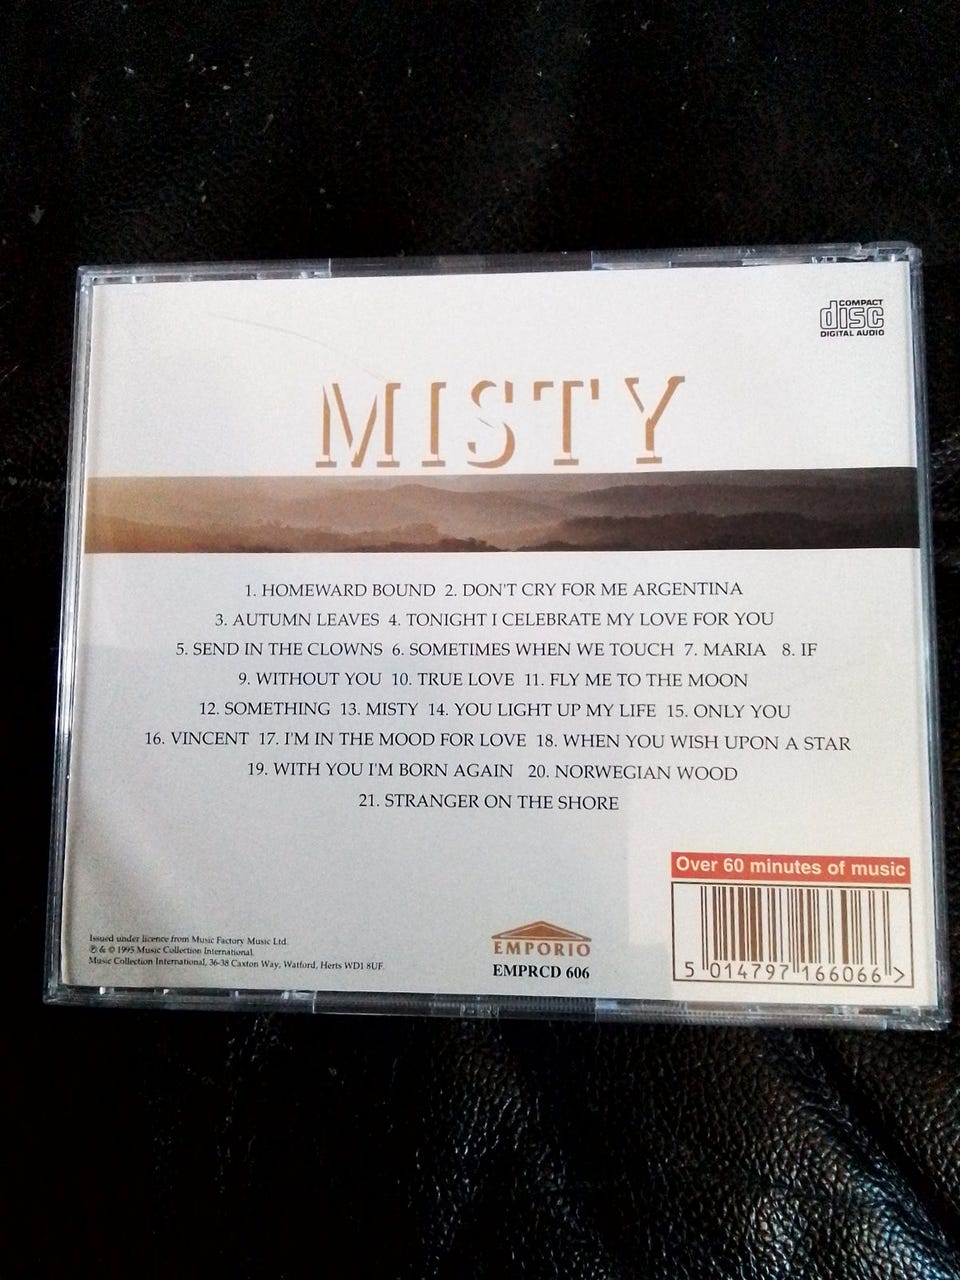 COMPACT
disc
DIGITAL AUDIO
MISTY
1. HOMEWARD BOUND 2. DON'T CRY FOR ME ARGENTINA
3. AUTUMN LEAVES 4. TONIGHT I CELEBRATE MY LOVE FOR YOU
5. SEND IN THE CLOWNS 6. SOMETIMES WHEN WE TOUCH 7. MARIA 8. IF
9. WITHOUT YOU 10. TRUE LOVE 11. FLY ME TO THE MOON
12. SOMETHING 13. MISTY 14. YOU LIGHT UP MY LIFE 15. ONLY YOU
16. VINCENT 17. I'M IN THE MOOD FOR LOVE 18. WHEN YOU WISH UPON A STAR
19. WITH YOU I'M BORN AGAIN 20. NORWEGIAN WOOD
21. STRANGER ON THE SHORE
Issued under licence from Music Factory Music Ltd.
℗ & © 1995 Music Collection International,
Music Collection International, 36-38 Caxton Way, Watford, Herts WD1 8UF.
EMPORIO
EMPRCD 606
Over 60 minutes of music
5 014797 166066 >